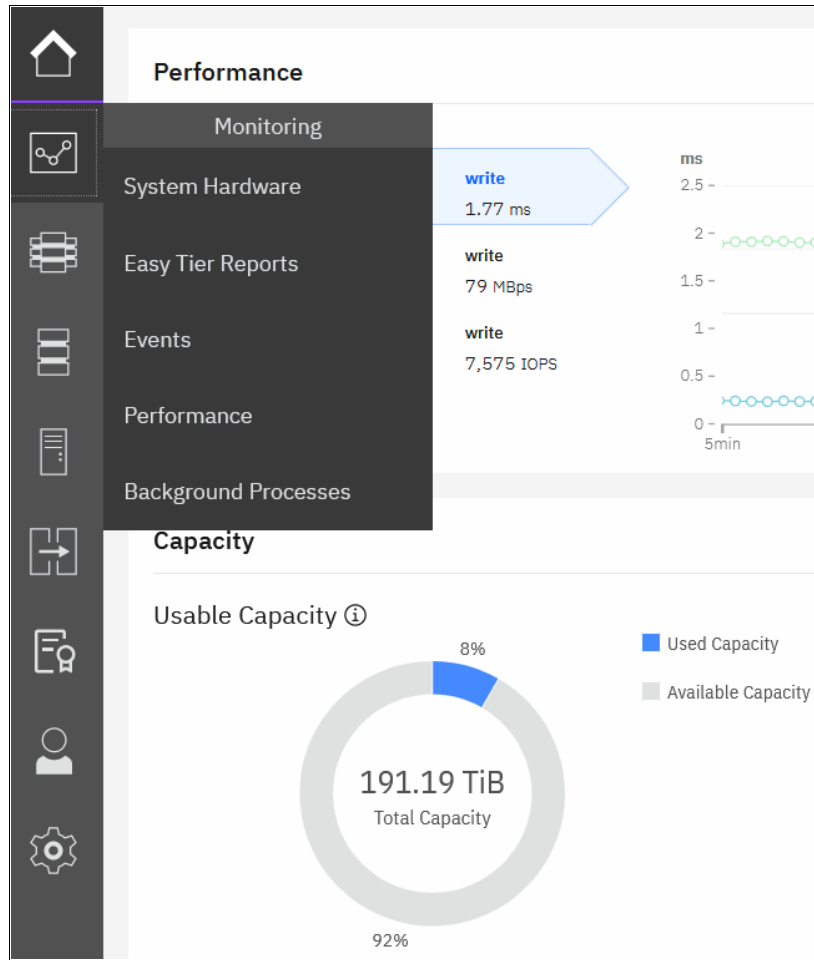 Performance
Monitoring
System Hardware
Easy Tier Reports
Events
Performance
Background Processes
write
1.77 ms
write
79 MBps
write
7,575 IOPS
ms
2.5
2
1.5
1
0.5
0
5min
Capacity
Usable Capacity
8%
191.19 TiB
Total Capacity
92%
Used Capacity
Available Capacity